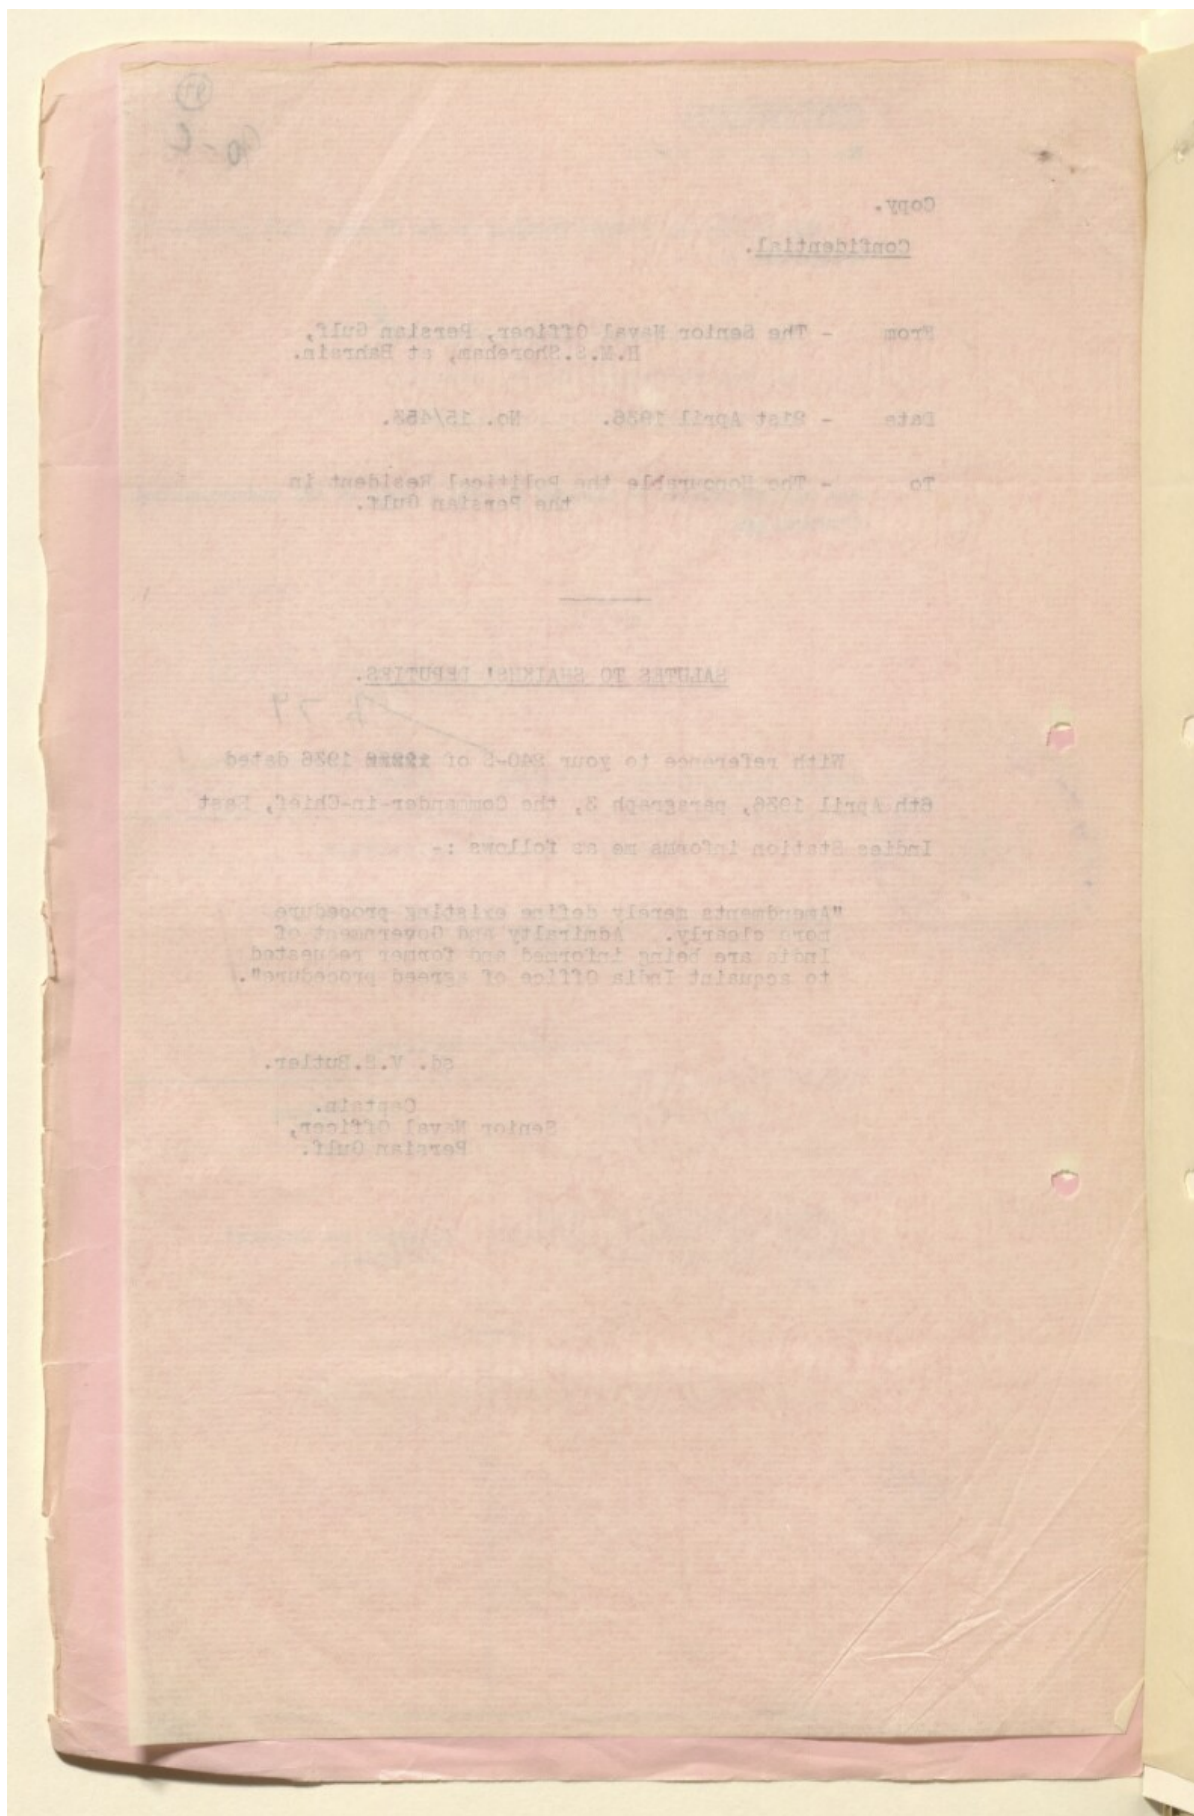 Copy.
Confidential.
From - The Senior Naval Officer, Persian Gulf,
H.M.S.Shoreham, at Bahrain.
Date - 21st April 1936. No. 15/453.
To - The Honourable the Political Resident in
the Persian Gulf.
SALUTES TO SHAIKHS' DEPUTIES.
With reference to your 240-S of 1936 dated
6th April 1936, paragraph 3, the Commander-in-Chief, East
Indies Station informs me as follows :-
"Amendments merely define existing procedure
more clearly. Admiralty and Government of
India are being informed and former requested
to acquaint India Office of agreed procedure".
sd. V.S.Butler.
Captain.
Senior Naval Officer,
Persian Gulf.